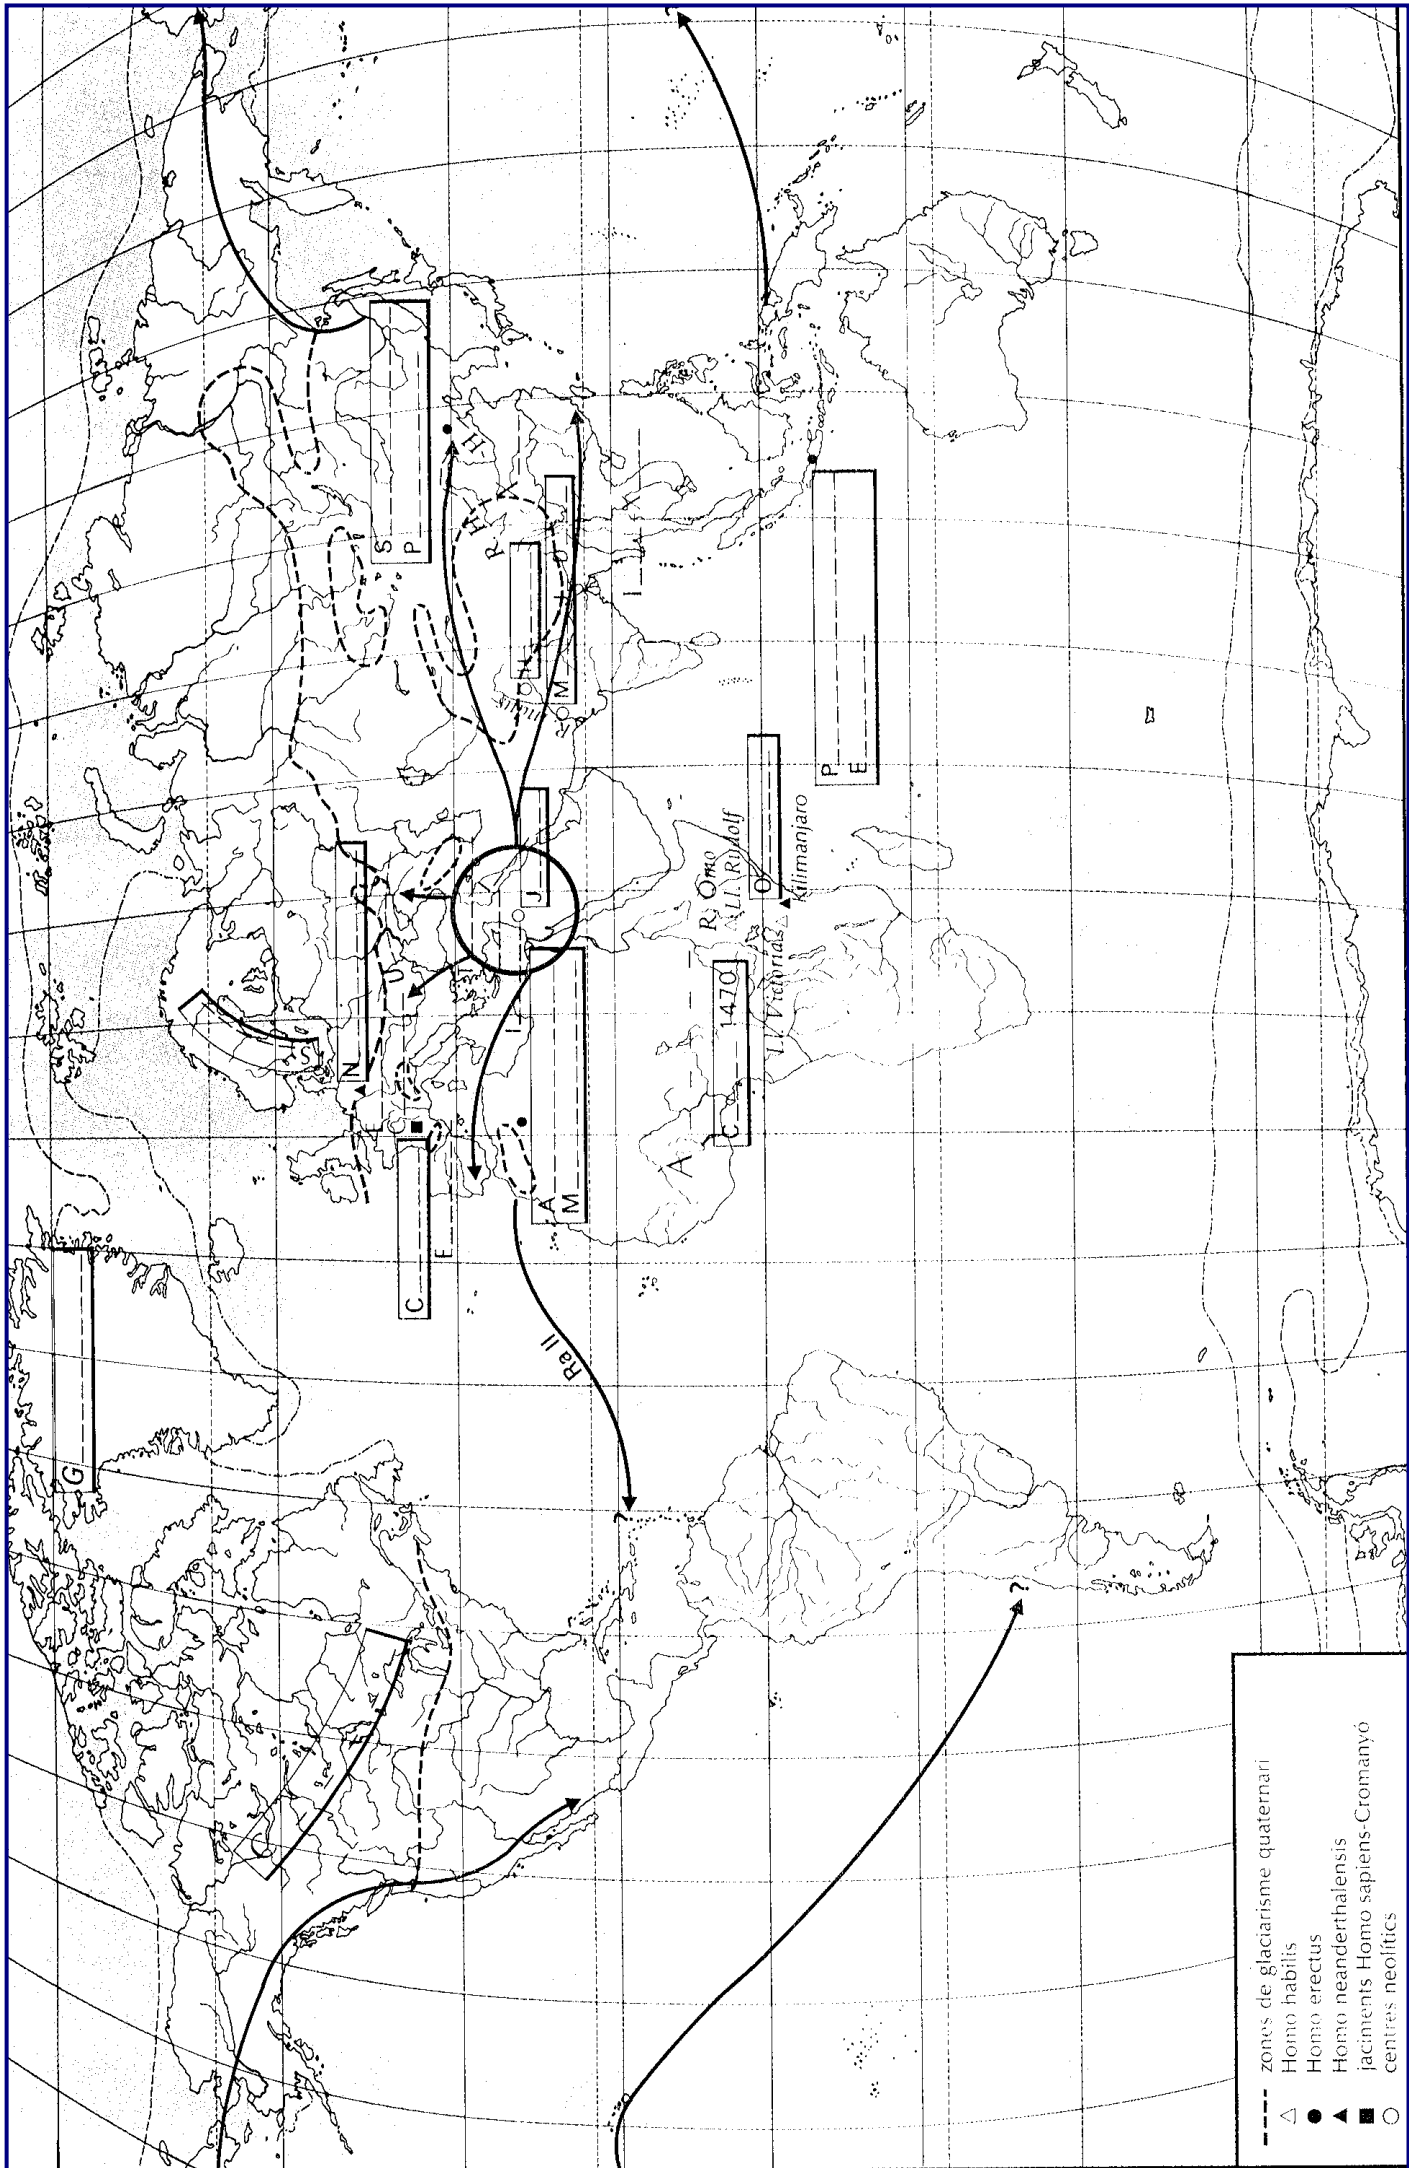 G
C
S
N
C
F
C
U
A
M
J
S
P
H
H
R
H
M
O
I
A
C 1470
R. Omo
Ll. Rudolf
Ll. Victoria
Kilimanjaro
O
P
E
Ra II
?
?
?
zones de glaciarisme quaternari
Homo habilis
Homo erectus
Homo neanderthalensis
jaciments Homo sapiens-Cromanyó
centres neolítics